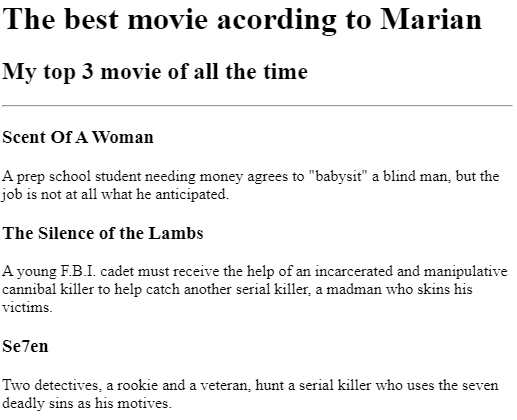 The best movie acording to Marian
My top 3 movie of all the time
Scent Of A Woman
A prep school student needing money agrees to "babysit" a blind man, but the
job is not at all what he anticipated.
The Silence of the Lambs
A young F.B.I. cadet must receive the help of an incarcerated and manipulative
cannibal killer to help catch another serial killer, a madman who skins his
victims.
Se7en
Two detectives, a rookie and a veteran, hunt a serial killer who uses the seven
deadly sins as his motives.